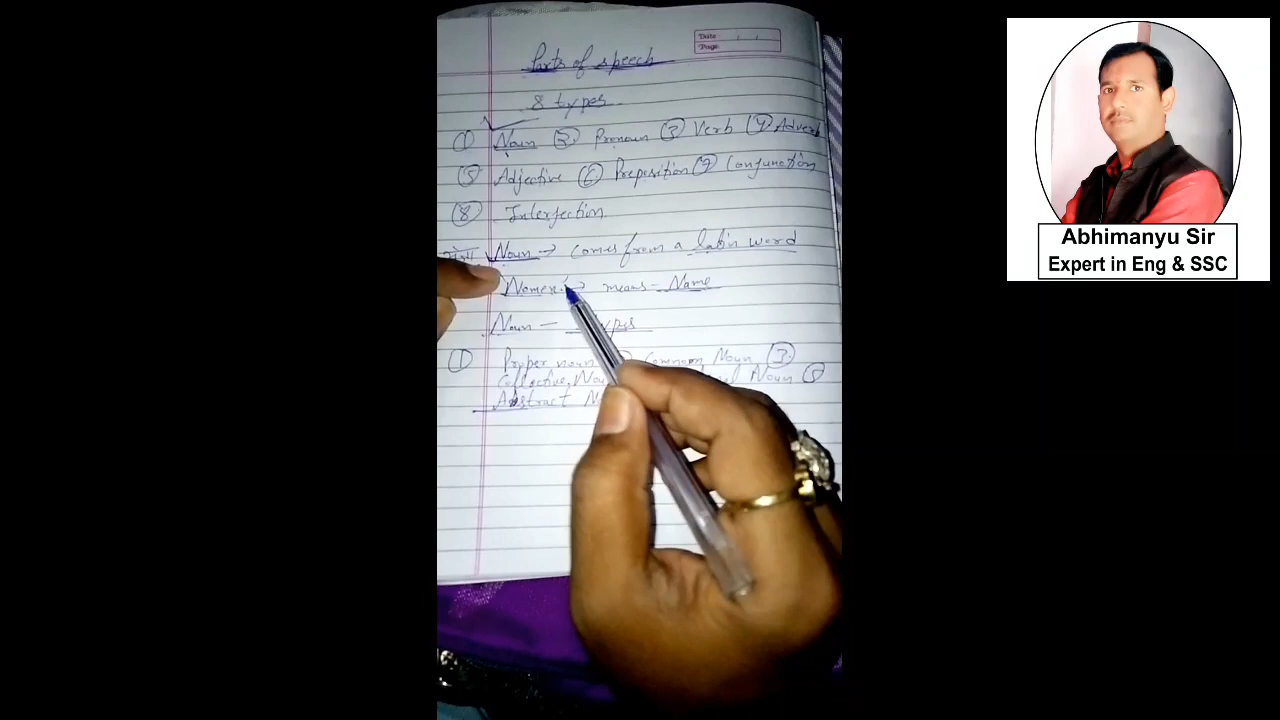 Date
Page
Parts of speech
8 types
① Noun ②. Pronoun ③ Verb ④ Adverb
⑤ Adjective ⑥ Preposition ⑦ Conjunction
⑧ Interjection.
संज्ञा Noun → comes from a latin word
Nomen → means - Name
Noun — types
① Proper noun Common Noun ③.
Collective Noun ⑤
Abstract
Abhimanyu Sir
Expert in Eng & SSC